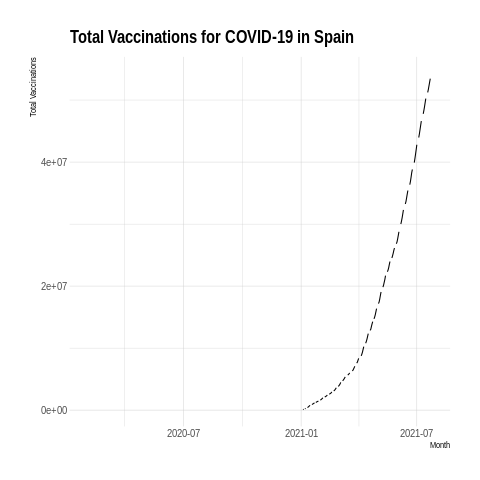 Total Vaccinations for COVID-19 in Spain
Total Vaccinations
4e+07
2e+07
0e+00
2020-07 2021-01 2021-07
Month